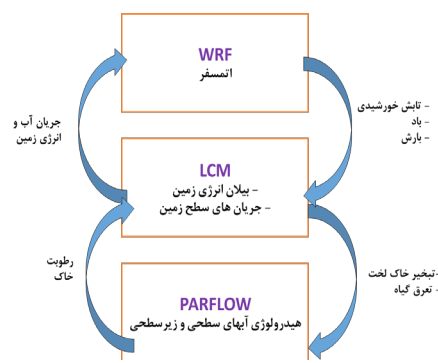 WRF
اتمسفر
- تابش خورشیدی
- باد
- بارش
جریان آب و
انرژی زمین
LCM
- بیلان انرژی زمین
- جریان های سطح زمین
رطوبت
خاک
-تبخیر خاک لخت
- تعرق گیاه
PARFLOW
هیدرولوژی آبهای سطحی و زیرسطحی